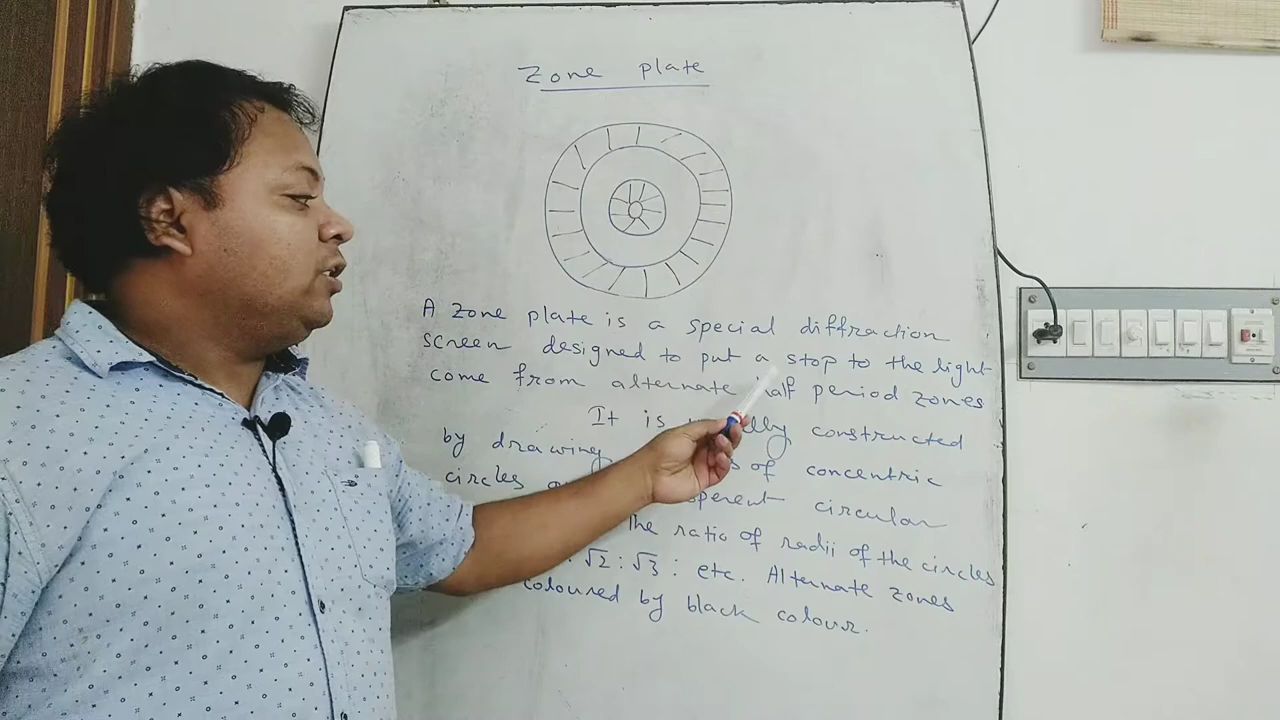 Zone plate
A zone plate is a special diffraction
screen designed to put a stop to the light
come from alternate half period zones
It is constructed
by drawing of concentric
circles circular
The ratio of radii of the circles
√2 : √3 : etc. Alternate zones
coloured by black colour.